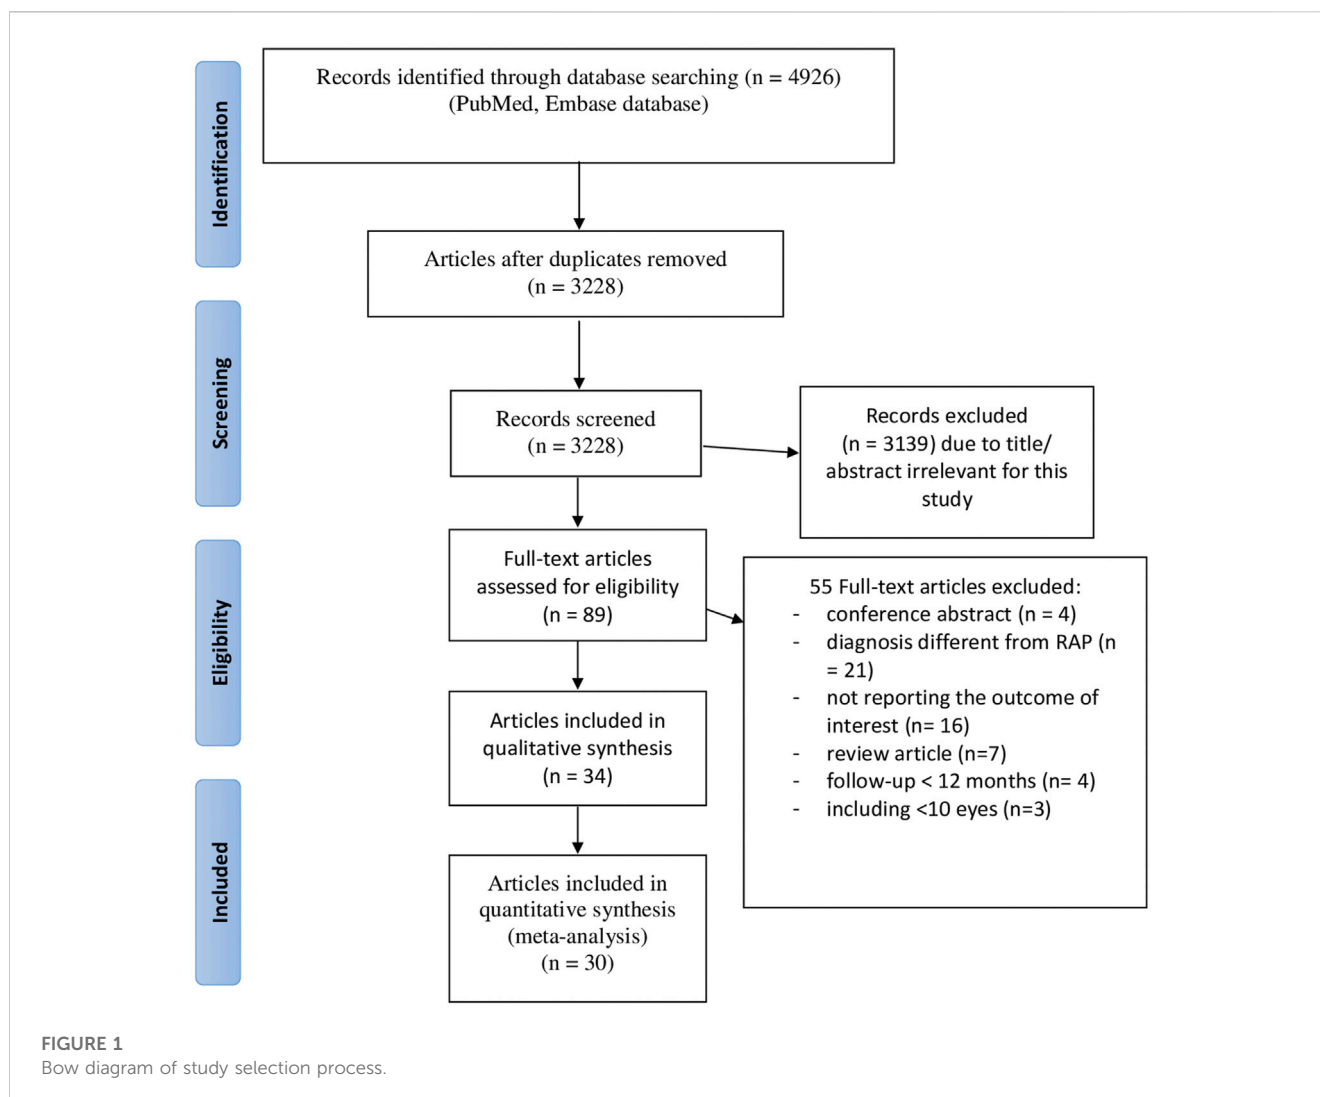 Identification
Records identified through database searching (n = 4926)
(PubMed, Embase database)
Articles after duplicates removed
(n = 3228)
Screening
Records screened
(n = 3228)
Records excluded
(n = 3139) due to title/
abstract irrelevant for this
study
Eligibility
Full-text articles
assessed for eligibility
(n = 89)
55 Full-text articles excluded:
- conference abstract (n = 4)
- diagnosis different from RAP (n
= 21)
- not reporting the outcome of
interest (n= 16)
- review article (n=7)
- follow-up < 12 months (n= 4)
- including <10 eyes (n=3)
Articles included in
qualitative synthesis
(n = 34)
Included
Articles included in
quantitative synthesis
(meta-analysis)
(n = 30)
FIGURE 1
Bow diagram of study selection process.